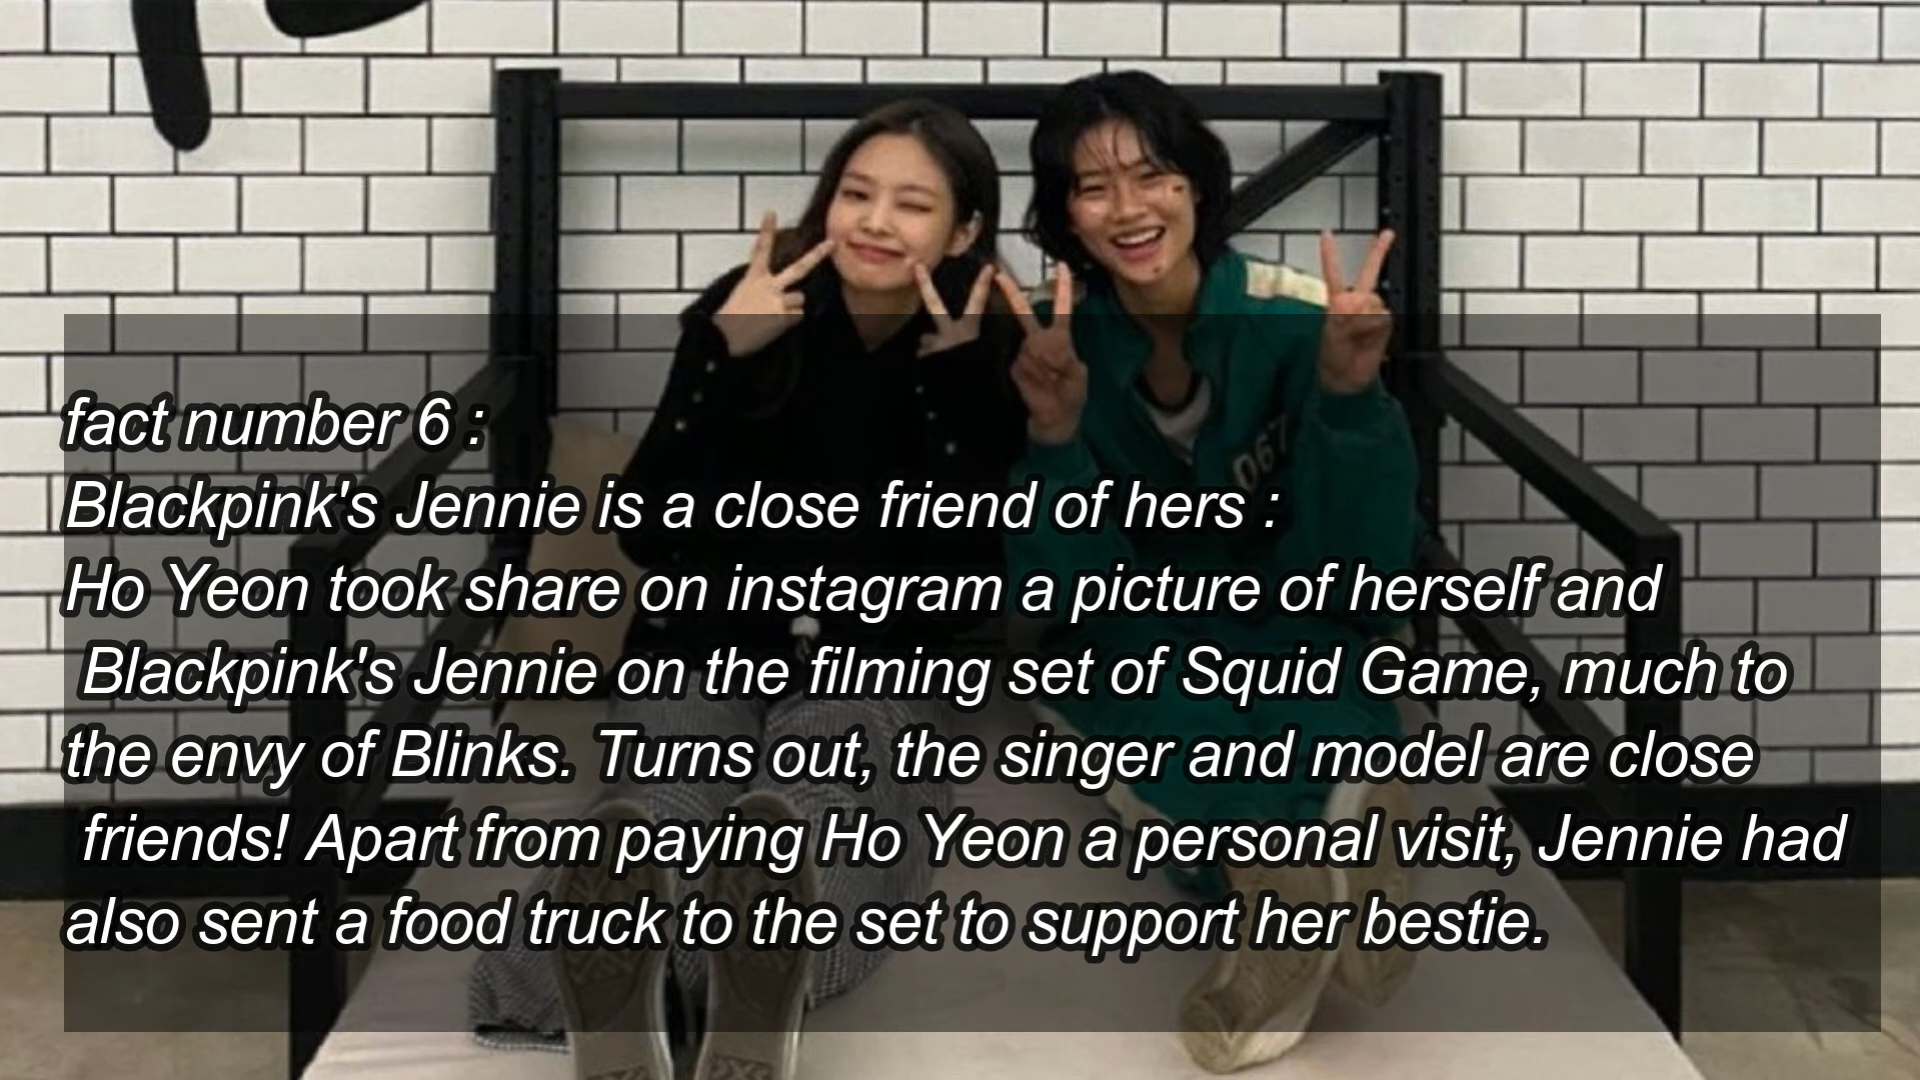 067
fact number 6 :
Blackpink's Jennie is a close friend of hers :
Ho Yeon took share on instagram a picture of herself and
Blackpink's Jennie on the filming set of Squid Game, much to
the envy of Blinks. Turns out, the singer and model are close
friends! Apart from paying Ho Yeon a personal visit, Jennie had
also sent a food truck to the set to support her bestie.